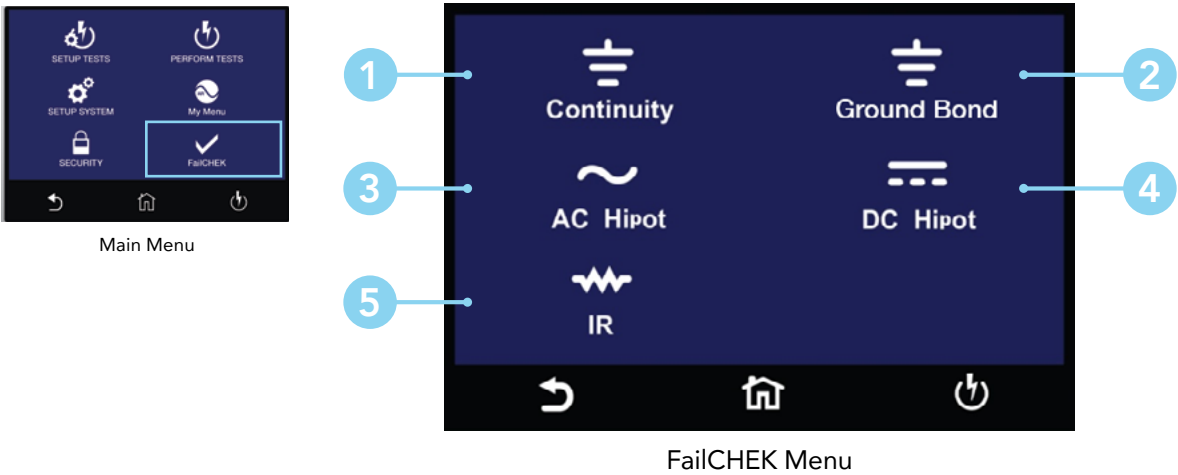 SETUP TESTS
PERFORM TESTS
SETUP SYSTEM
My Menu
SECURITY
FailCHEK
Main Menu
1
Continuity
Ground Bond
2
3
AC Hipot
DC Hipot
4
5
IR
FailCHEK Menu